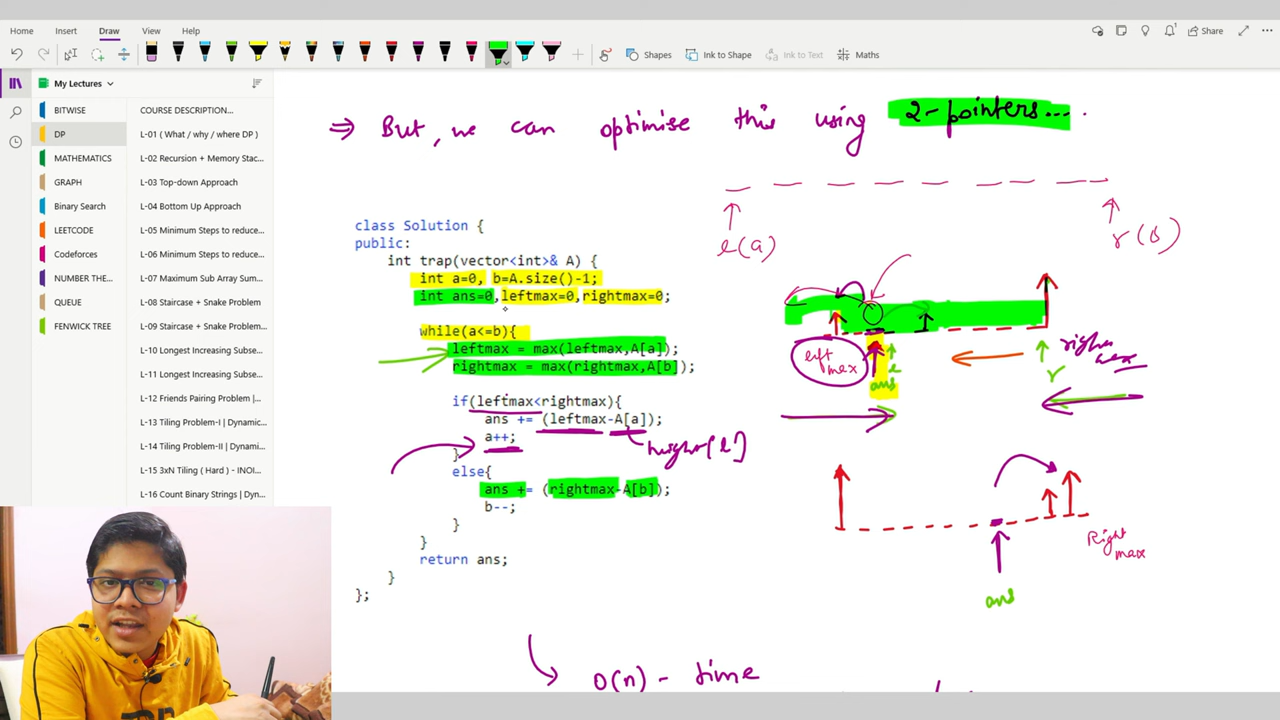 Home Insert Draw View Help
Share
Shapes Ink to Shape Ink to Text Maths
My Lectures
BITWISE
DP
MATHEMATICS
GRAPH
Binary Search
LEETCODE
Codeforces
NUMBER THE...
QUEUE
FENWICK TREE
COURSE DESCRIPTION...
L-01 ( What / why / where DP )
L-02 Recursion + Memory Stac...
L-03 Top-down Approach
L-04 Bottom Up Approach
L-05 Minimum Steps to reduce...
L-06 Minimum Steps to reduce...
L-07 Maximum Sub Array Sum...
L-08 Staircase + Snake Problem
L-09 Staircase + Snake Problem...
L-10 Longest Increasing Subse...
L-11 Longest Increasing Subse...
L-12 Friends Pairing Problem |...
L-13 Tiling Problem-I | Dynamic...
L-14 Tiling Problem-II | Dynami...
L-15 3xN Tiling ( Hard ) - INOI...
L-16 Count Binary Strings | Dyn...
⇒ But, we can optimise this using 2-pointers....
l(a)
r(b)
class Solution {
public:
int trap(vector<int>& A) {
int a=0, b=A.size()-1;
int ans=0,leftmax=0,rightmax=0;
while(a<=b){
leftmax = max(leftmax,A[a]);
rightmax = max(rightmax,A[b]);
if(leftmax<rightmax){
ans += (leftmax-A[a]);
a++;
}
height[l]
else{
ans += (rightmax-A[b]);
b--;
}
}
return ans;
}
};
left max
l
ans
r
right max
Right max
ans
O(n) - time